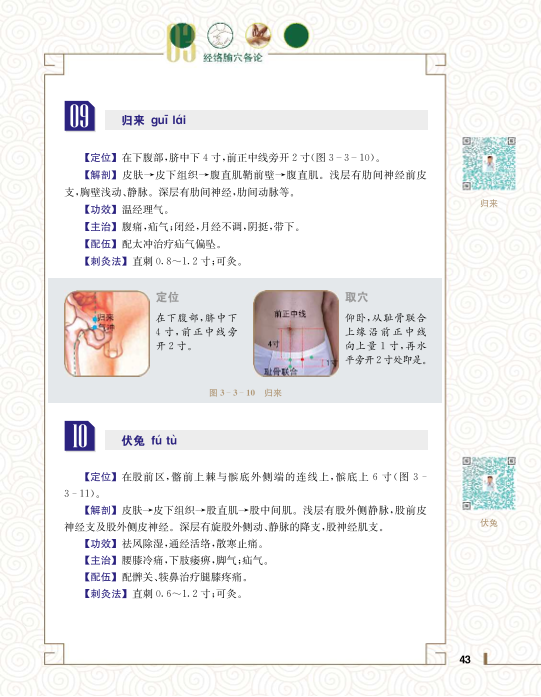 03
经络腧穴各论
09
归来 guī lái
【定位】在下腹部,脐中下 4 寸,前正中线旁开 2 寸(图 3-3-10)。
【解剖】皮肤→皮下组织→腹直肌鞘前壁→腹直肌。浅层有肋间神经前皮
支,胸壁浅动、静脉。深层有肋间神经,肋间动脉等。
【功效】温经理气。
【主治】腹痛,疝气;闭经,月经不调,阴挺,带下。
【配伍】配太冲治疗疝气偏坠。
【刺灸法】直刺 0.8～1.2 寸;可灸。
归来
归来
气冲
定位
在下腹部,脐中下
4 寸,前正中线旁
开 2 寸。
前正中线
4寸
1寸
耻骨联合
取穴
仰卧,从耻骨联合
上缘沿前正中线
向上量 1 寸,再水
平旁开 2 寸处即是。
图 3-3-10 归来
10
伏兔 fú tù
【定位】在股前区,髂前上棘与髌底外侧端的连线上,髌底上 6 寸(图 3-
3-11)。
【解剖】皮肤→皮下组织→股直肌→股中间肌。浅层有股外侧静脉,股前皮
神经支及股外侧皮神经。深层有旋股外侧动、静脉的降支,股神经肌支。
【功效】祛风除湿,通经活络,散寒止痛。
【主治】腰膝冷痛,下肢痿痹,脚气;疝气。
【配伍】配髀关、犊鼻治疗腿膝疼痛。
【刺灸法】直刺 0.6～1.2 寸;可灸。
伏兔
43